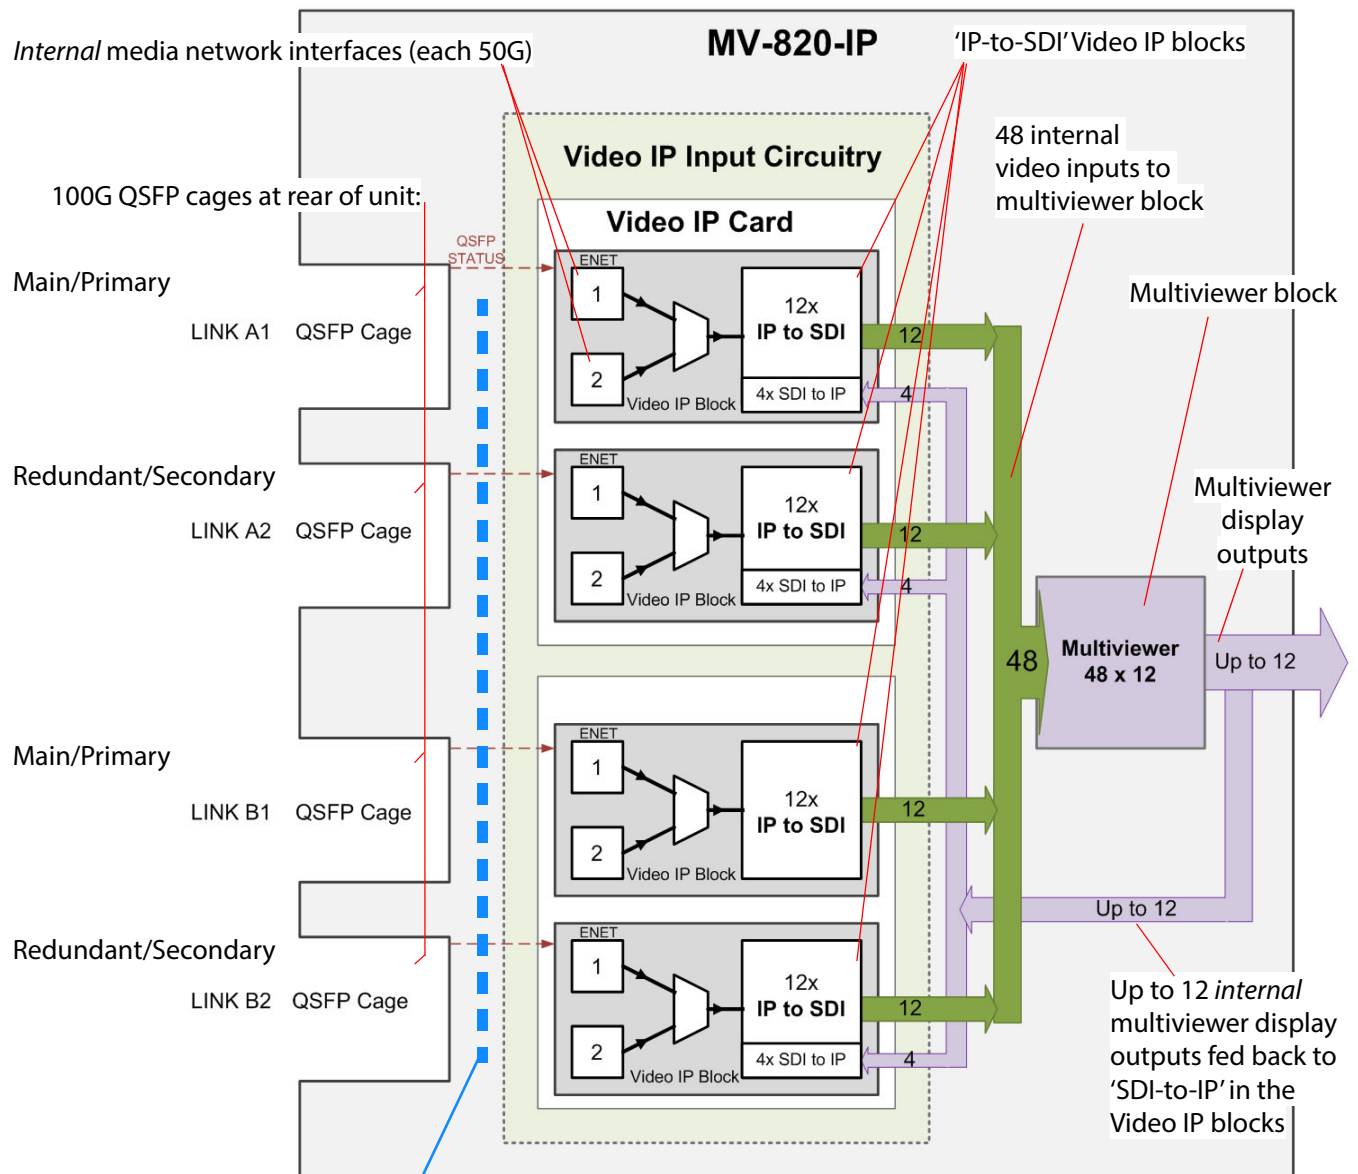 MV-820-IP
Internal media network interfaces (each 50G)
‘IP-to-SDI’ Video IP blocks
48 internal
video inputs to
multiviewer block
Video IP Input Circuitry
100G QSFP cages at rear of unit:
Video IP Card
QSFP
STATUS
Main/Primary
LINK A1 QSFP Cage
ENET
1
2
12x
IP to SDI
4x SDI to IP
Video IP Block
12
4
Multiviewer block
Redundant/Secondary
LINK A2 QSFP Cage
ENET
1
2
12x
IP to SDI
4x SDI to IP
Video IP Block
12
4
Multiviewer
display
outputs
48
Multiviewer
48 x 12
Up to 12
Main/Primary
LINK B1 QSFP Cage
ENET
1
2
12x
IP to SDI
Video IP Block
12
Up to 12
Redundant/Secondary
LINK B2 QSFP Cage
ENET
1
2
12x
IP to SDI
4x SDI to IP
Video IP Block
12
4
Up to 12 internal
multiviewer display
outputs fed back to
‘SDI-to-IP’ in the
Video IP blocks